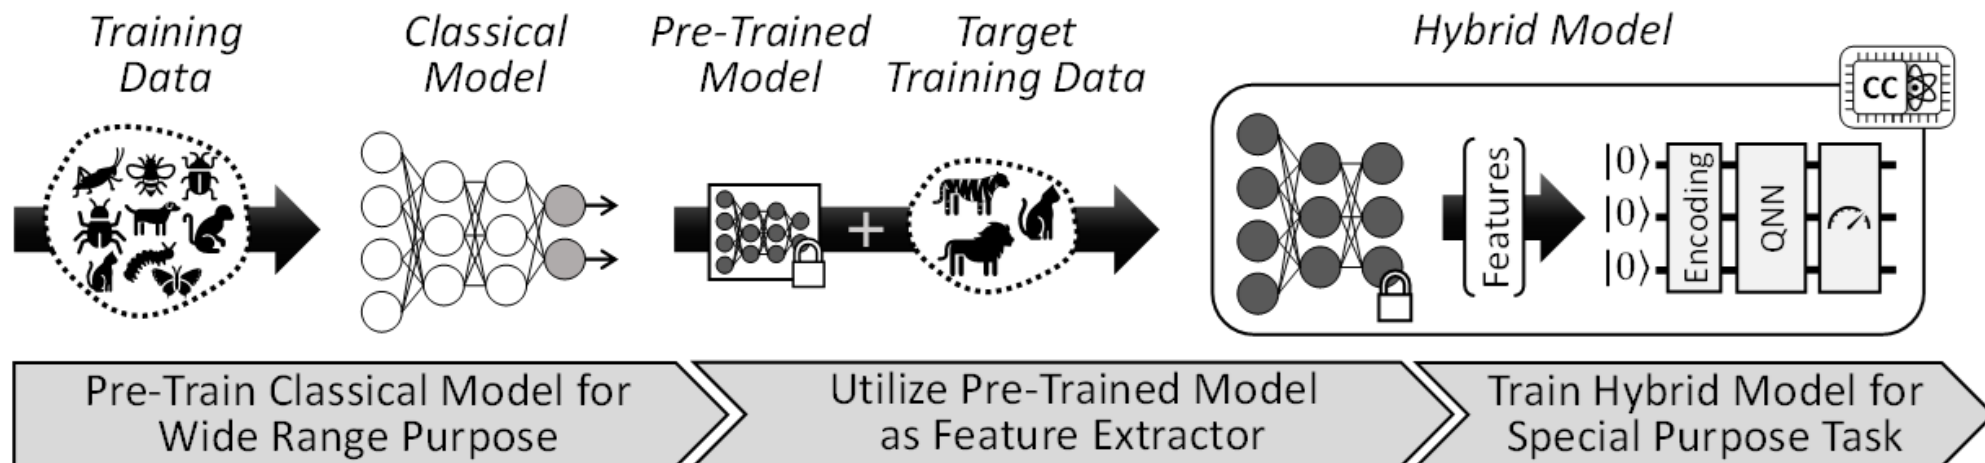 Training
Data
Classical
Model
Pre-Trained
Model
Target
Training Data
Hybrid Model
CC
+
Features
|0⟩
|0⟩
|0⟩
Encoding
QNN
Pre-Train Classical Model for
Wide Range Purpose
Utilize Pre-Trained Model
as Feature Extractor
Train Hybrid Model for
Special Purpose Task